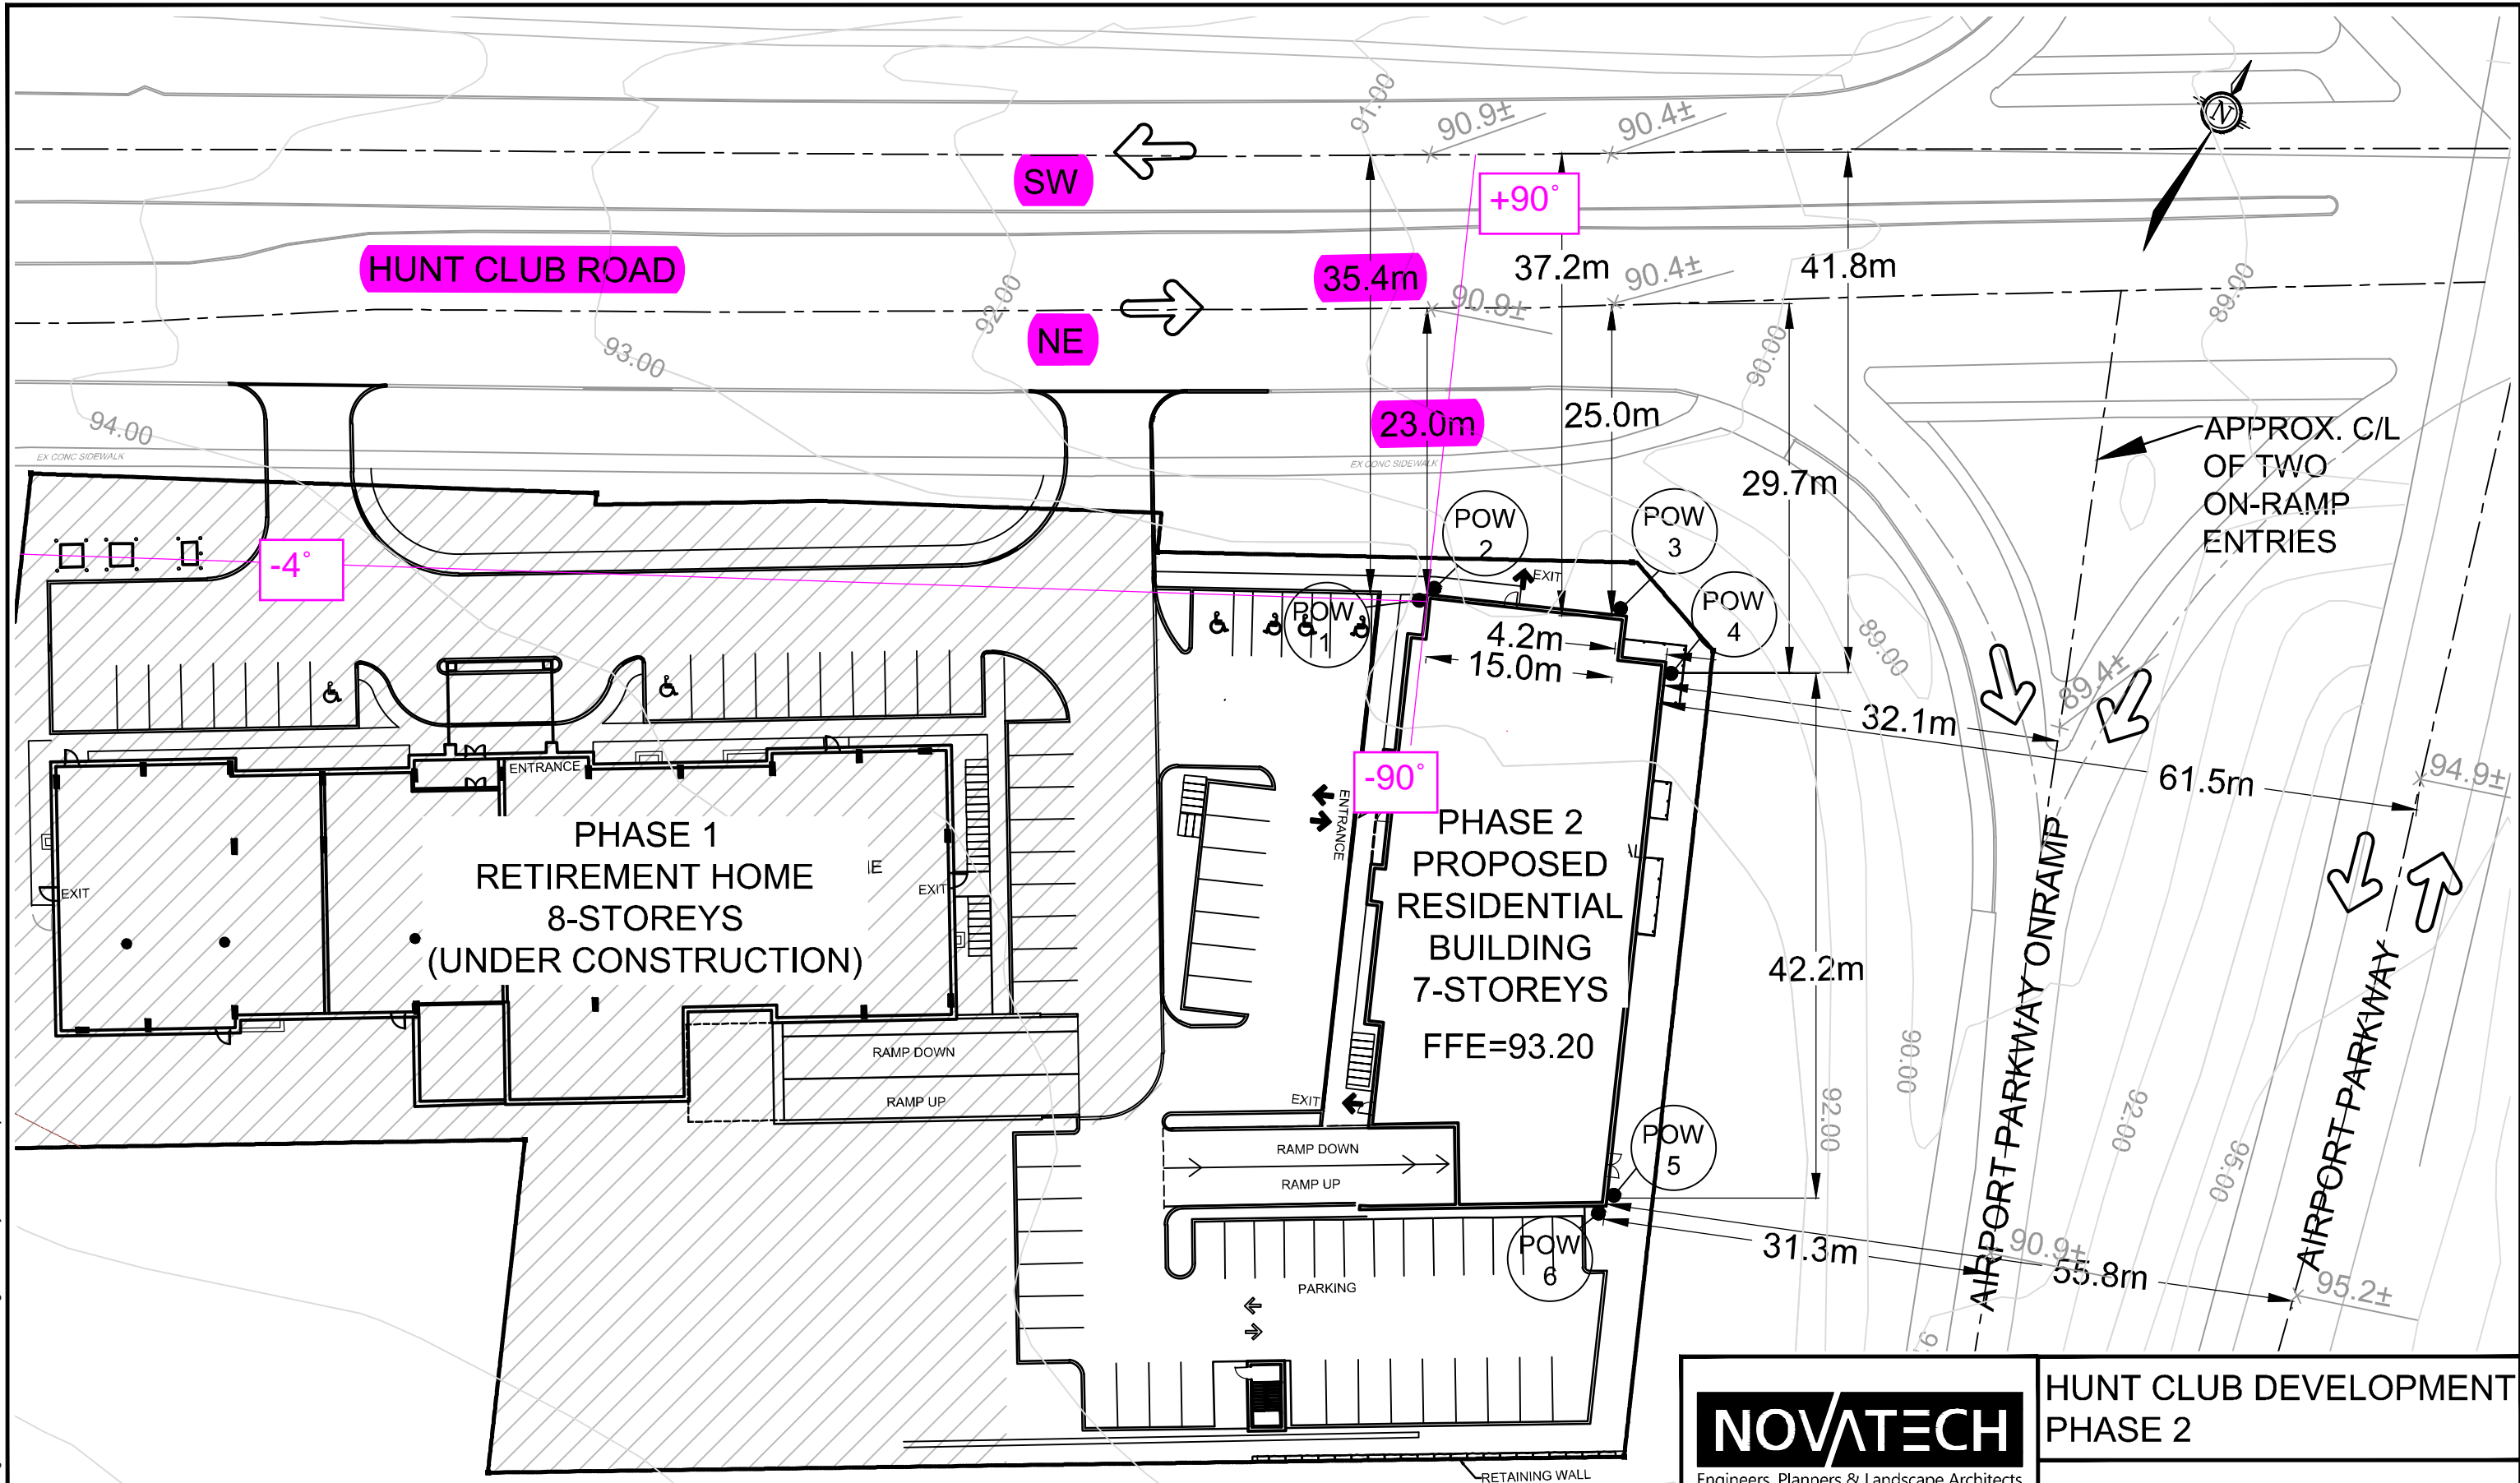 91.00
90.9±
90.4±
N
SW
+90°
HUNT CLUB ROAD
35.4m
37.2m
90.4±
41.8m
92.00
90.9±
89.00
NE
93.00
90.00
94.00
23.0m
25.0m
APPROX. C/L
OF TWO
ON-RAMP
ENTRIES
EX CONC SIDEWALK
EX CONC SIDEWALK
29.7m
POW
2
POW
3
-4°
EXIT
POW
1
POW
4
4.2m
15.0m
89.00
89.4±
32.1m
61.5m
94.9±
ENTRANCE
-90°
ENTRANCE
PHASE 1
RETIREMENT HOME
8-STOREYS
(UNDER CONSTRUCTION)
EXIT
EXIT
PHASE 2
PROPOSED
RESIDENTIAL
BUILDING
7-STOREYS
FFE=93.20
42.2m
AIRPORT PARKWAY ONRAMP
AIRPORT PARKWAY
90.00
92.00
92.00
95.00
RAMP DOWN
RAMP UP
EXIT
RAMP DOWN
RAMP UP
POW
5
POW
6
31.3m
90.9±
55.8m
95.2±
PARKING
RETAINING WALL
NOVATECH
Engineers, Planners & Landscape Architects
HUNT CLUB DEVELOPMENT
PHASE 2